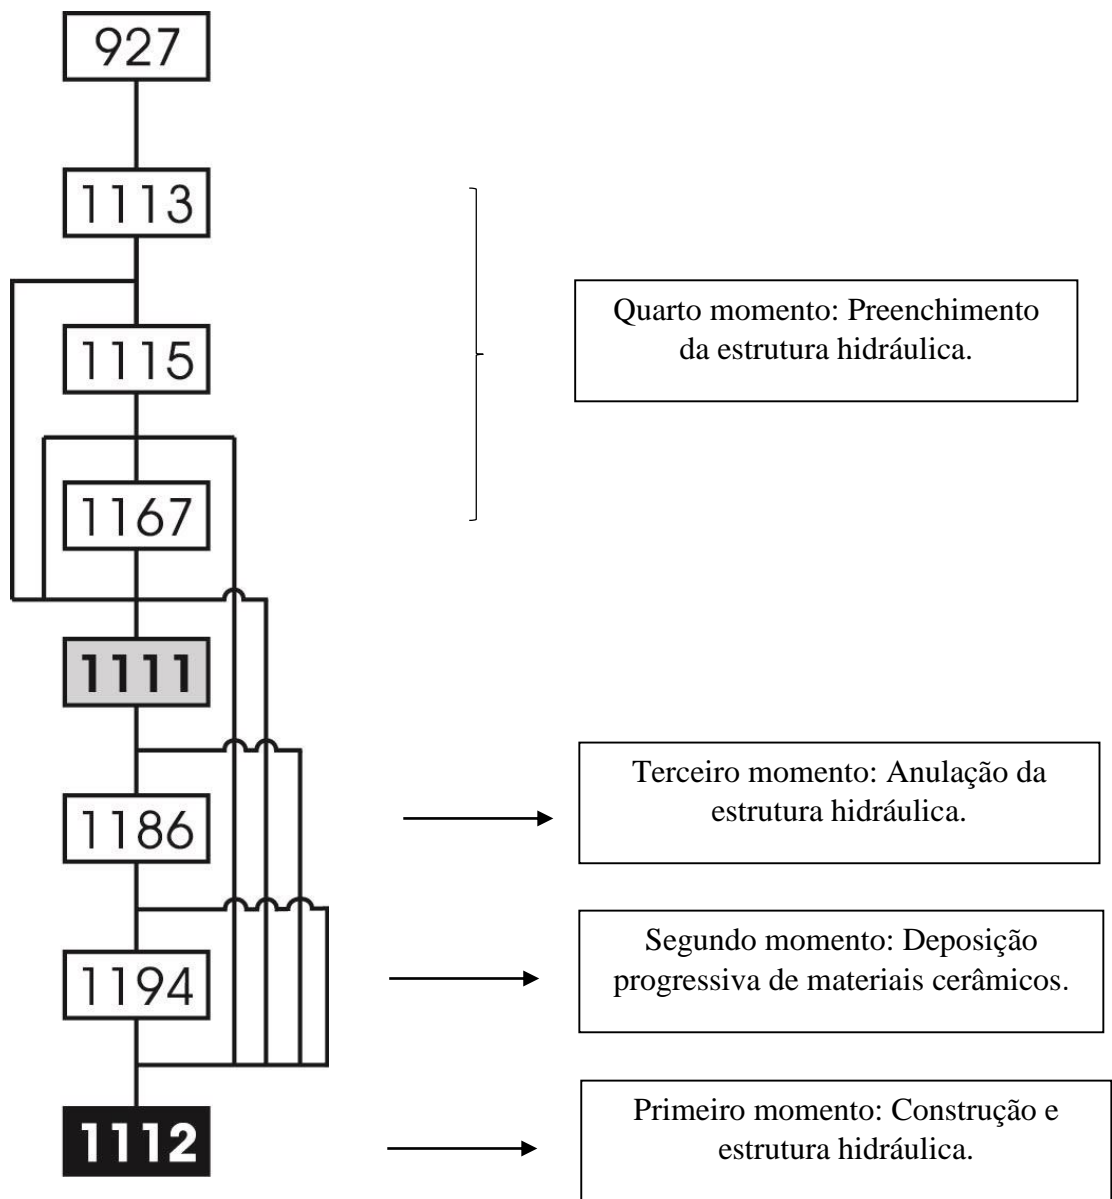 927
1113
1115
1167
1111
1186
1194
1112
Quarto momento: Preenchimento
da estrutura hidráulica.
Terceiro momento: Anulação da
estrutura hidráulica.
Segundo momento: Deposição
progressiva de materiais cerâmicos.
Primeiro momento: Construção e
estrutura hidráulica.